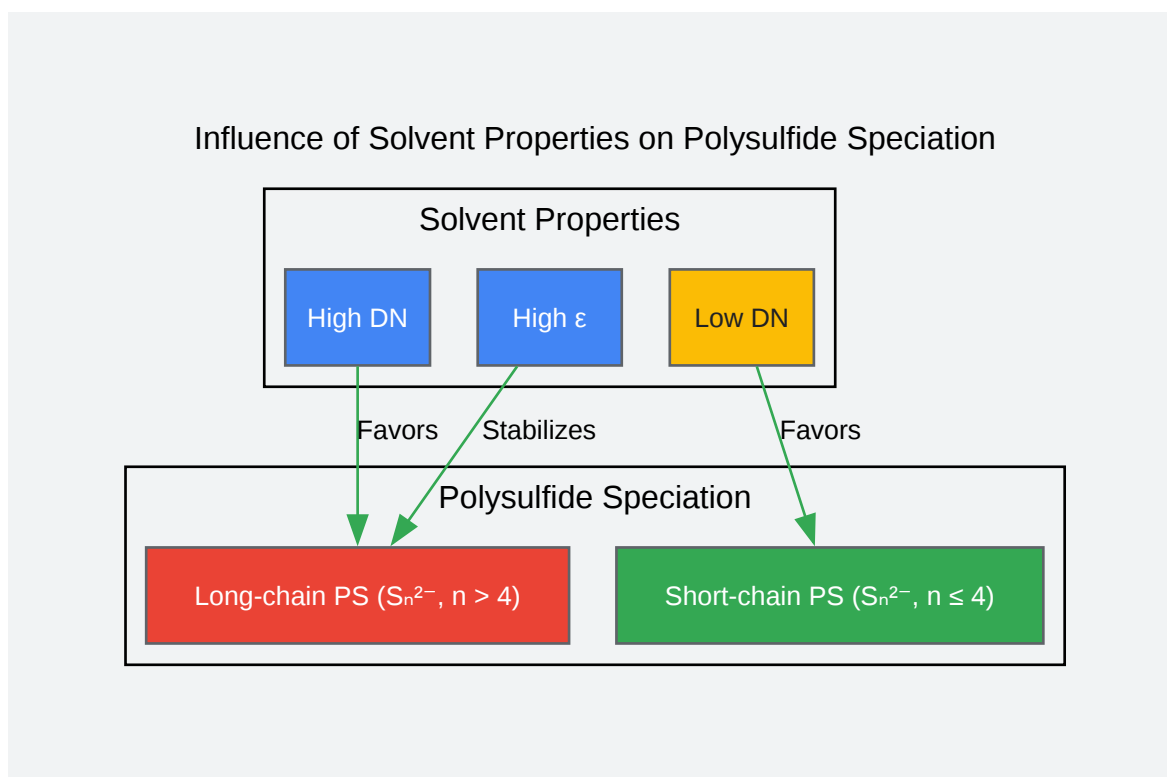 Influence of Solvent Properties on Polysulfide Speciation
Solvent Properties
High DN
High ε
Low DN
Favors
Stabilizes
Favors
Polysulfide Speciation
Long-chain PS (Sₙ²⁻, n > 4)
Short-chain PS (Sₙ²⁻, n ≤ 4)